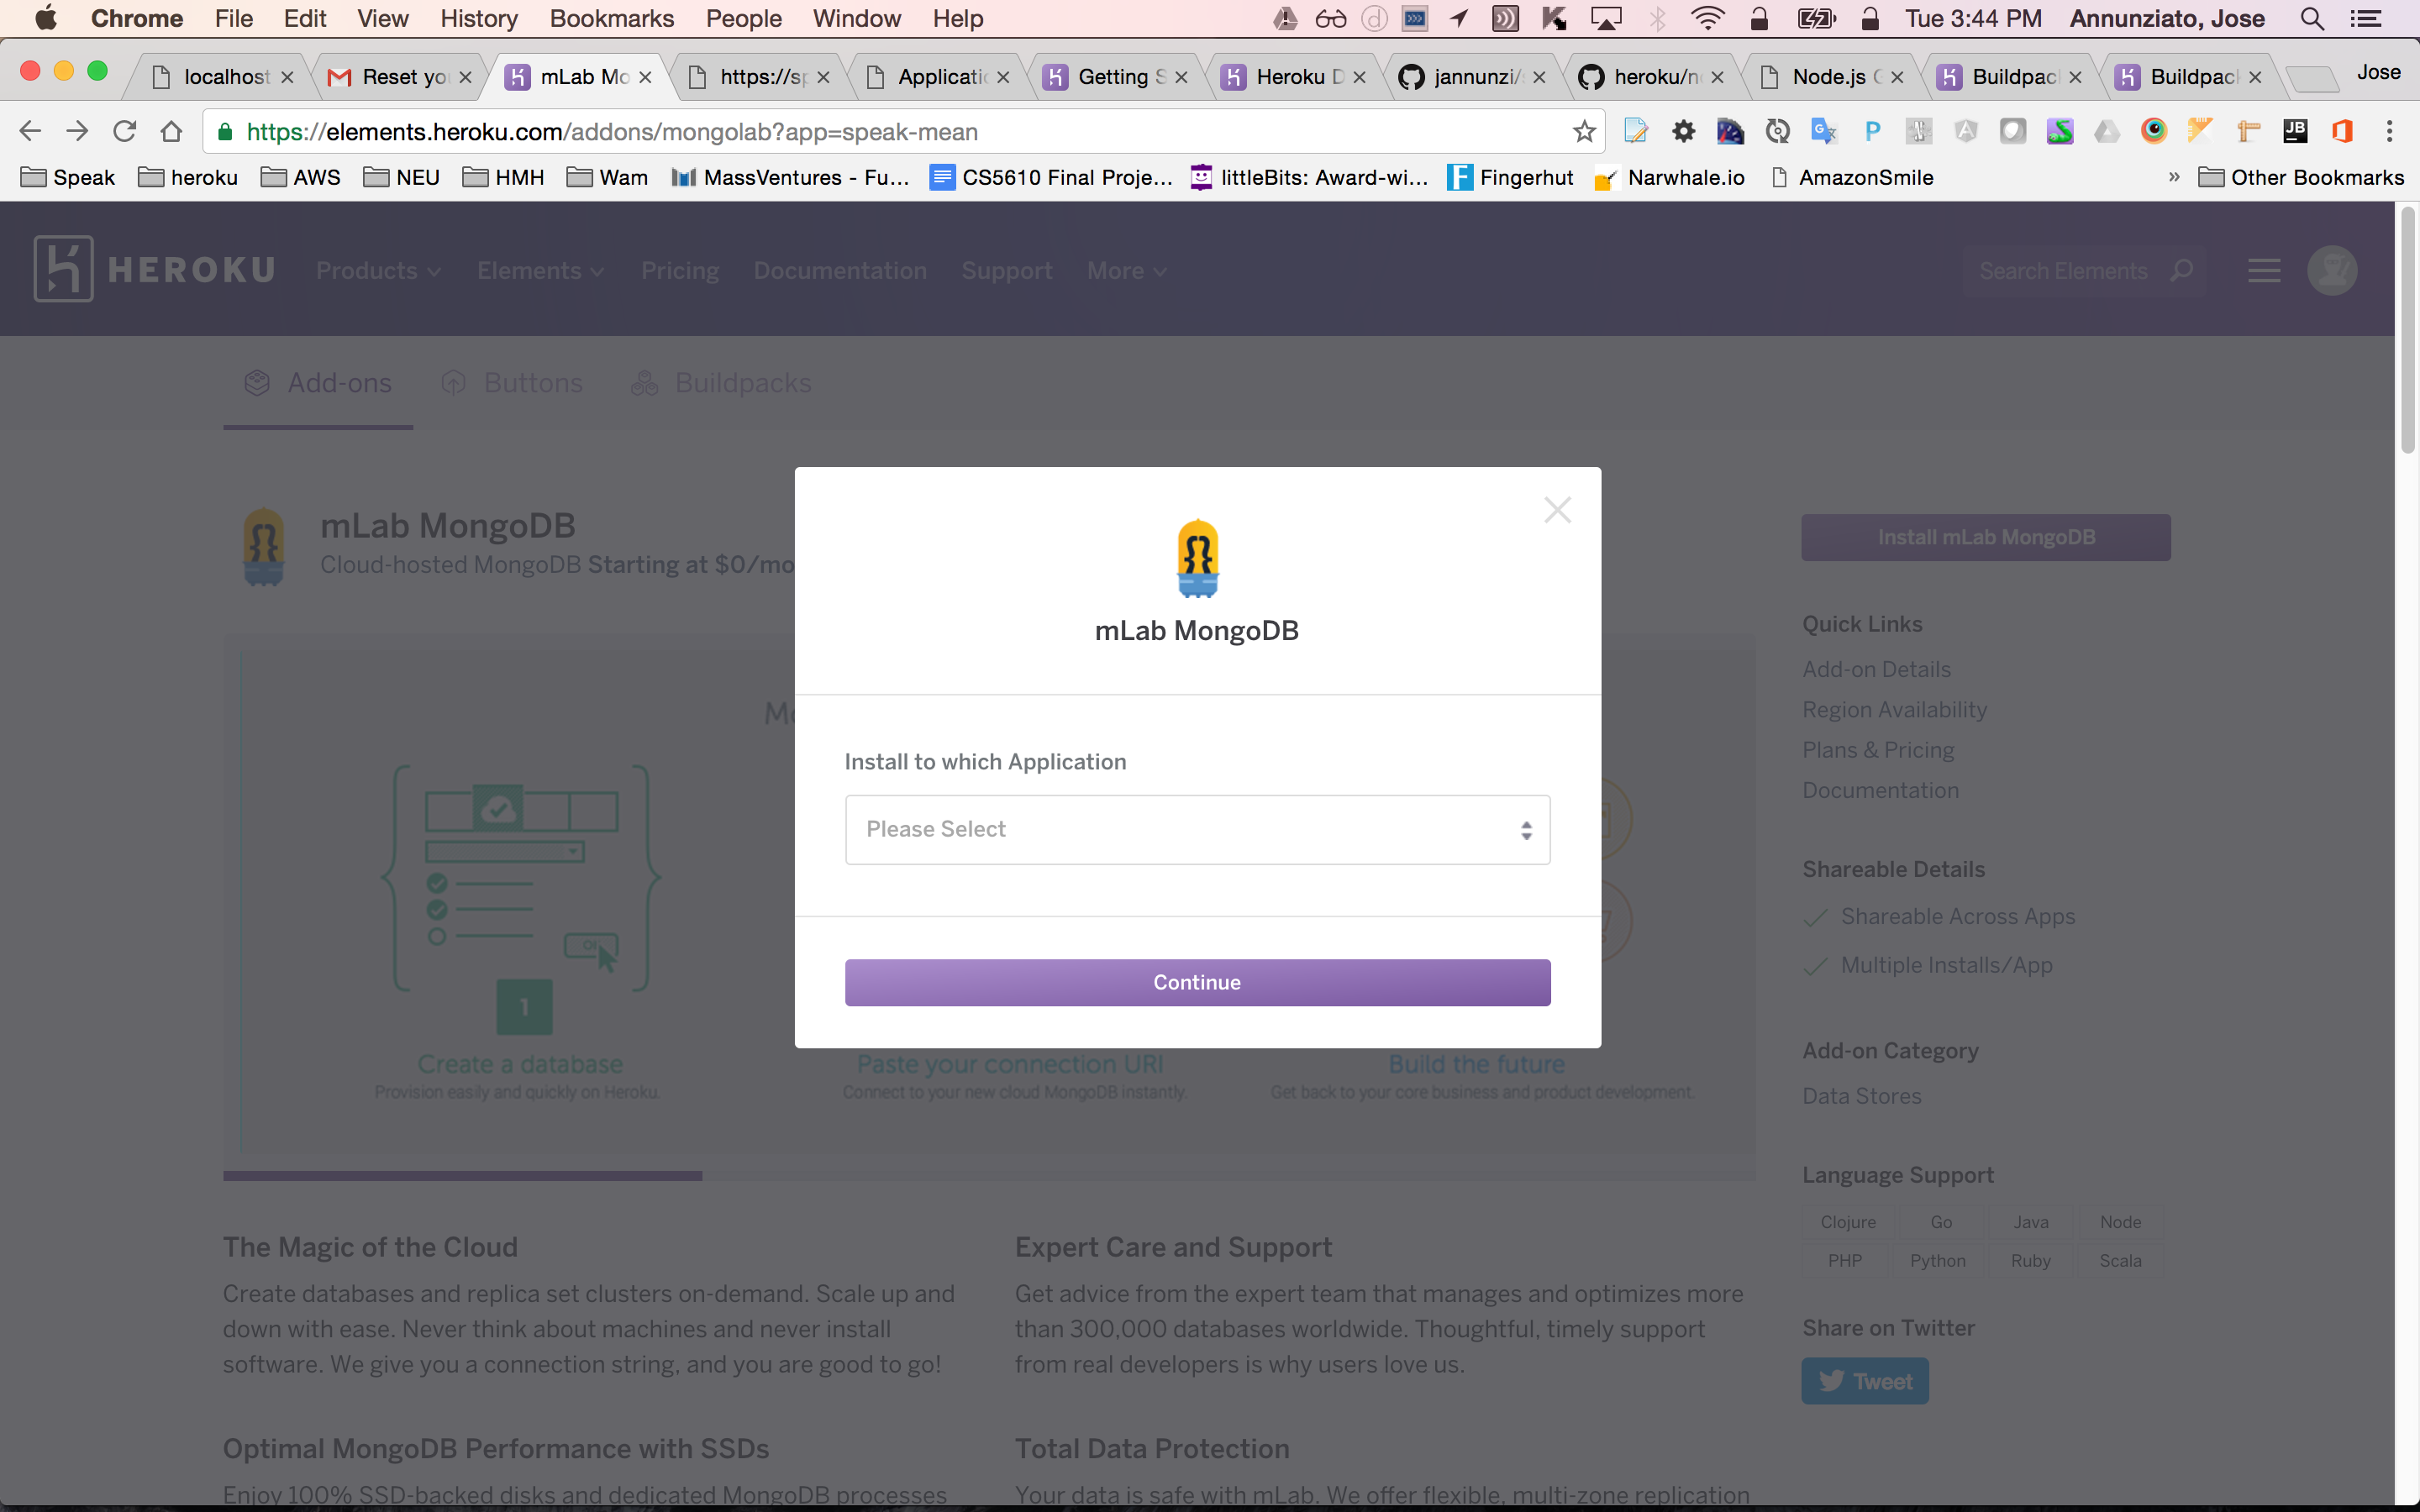 Chrome File Edit View History Bookmarks People Window Help Tue 3:44 PM Annunziato, Jose
localhost Reset yo mLab Mo https://sp Applicati Getting S Heroku D jannunzi/ heroku/n Node.js Buildpac Buildpac Jose
https://elements.heroku.com/addons/mongolab?app=speak-mean
Speak heroku AWS NEU HMH Wam MassVentures - Fu... CS5610 Final Proje... littleBits: Award-wi... Fingerhut Narwhale.io AmazonSmile » Other Bookmarks
HEROKU Products Elements Pricing Documentation Support More Search Elements
Add-ons Buttons Buildpacks
mLab MongoDB
Cloud-hosted MongoDB Starting at $0/mo
Install mLab MongoDB
mLab MongoDB
Install to which Application
Please Select
Continue
1
Create a database
Provision easily and quickly on Heroku.
Paste your connection URI
Connect to your new cloud MongoDB instantly.
Build the future
Get back to your core business and product development.
Quick Links
Add-on Details
Region Availability
Plans & Pricing
Documentation
Shareable Details
Shareable Across Apps
Multiple Installs/App
Add-on Category
Data Stores
Language Support
Clojure Go Java Node
PHP Python Ruby Scala
Share on Twitter
Tweet
The Magic of the Cloud
Create databases and replica set clusters on-demand. Scale up and
down with ease. Never think about machines and never install
software. We give you a connection string, and you are good to go!
Expert Care and Support
Get advice from the expert team that manages and optimizes more
than 300,000 databases worldwide. Thoughtful, timely support
from real developers is why users love us.
Optimal MongoDB Performance with SSDs
Enjoy 100% SSD-backed disks and dedicated MongoDB processes
Total Data Protection
Your data is safe with mLab. We offer flexible, multi-zone replication